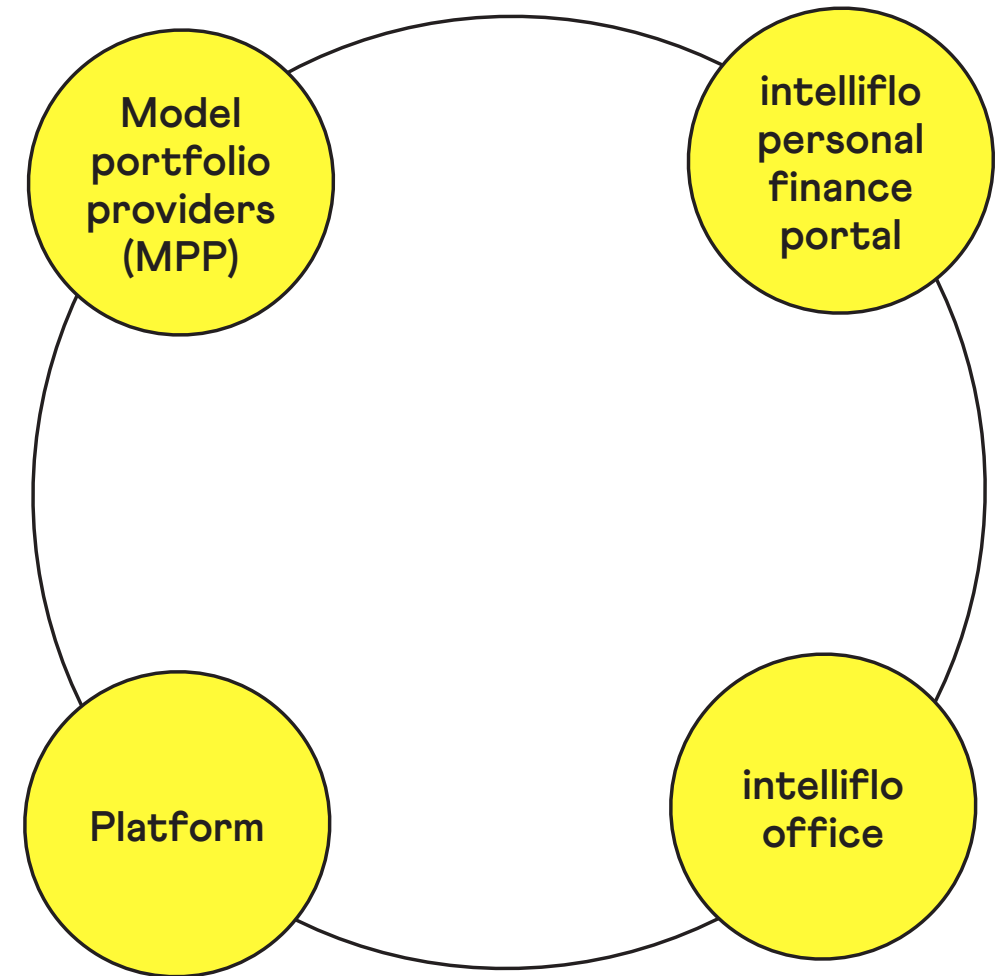 Model
portfolio
providers
(MPP)
intelliflo
personal
finance
portal
Platform
intelliflo
office